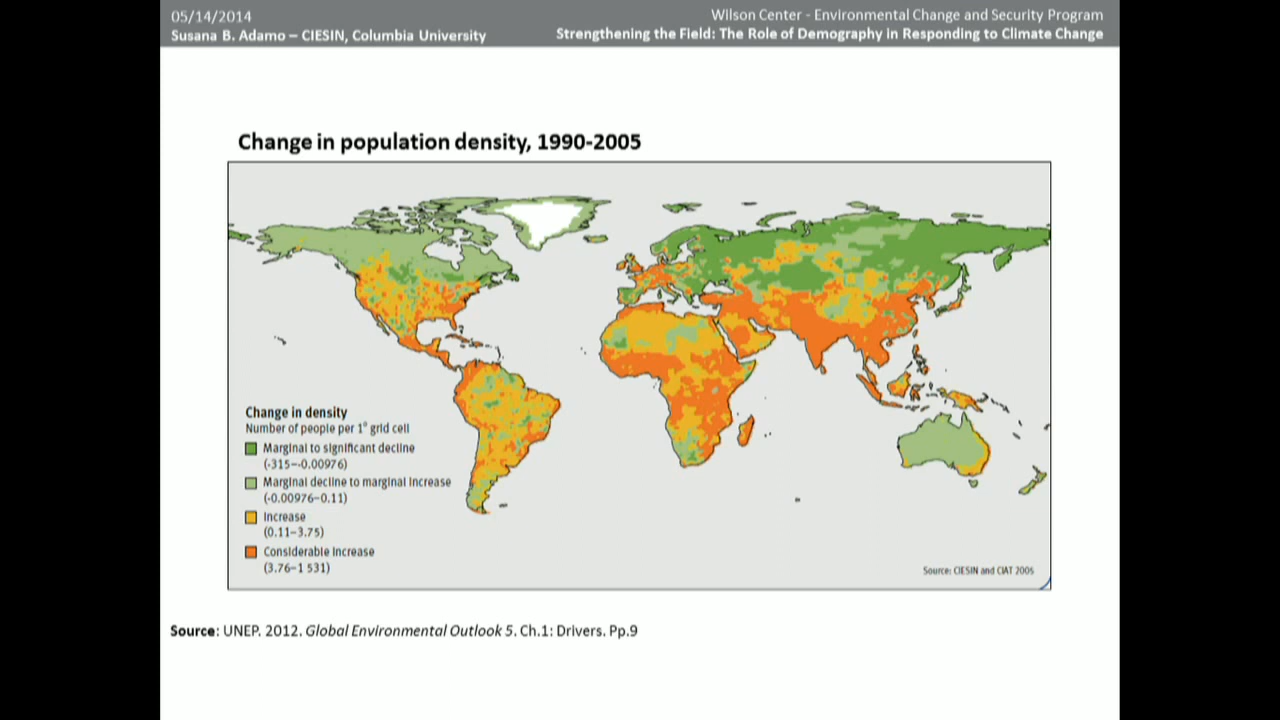 05/14/2014
Susana B. Adamo – CIESIN, Columbia University
Wilson Center - Environmental Change and Security Program
Strengthening the Field: The Role of Demography in Responding to Climate Change
Change in population density, 1990-2005
Change in density
Number of people per 1° grid cell
Marginal to significant decline
(-315–-0.00976)
Marginal decline to marginal increase
(-0.00976–0.11)
Increase
(0.11–3.75)
Considerable increase
(3.76–1 531)
Source: CIESIN and CIAT 2005
Source: UNEP. 2012. Global Environmental Outlook 5. Ch.1: Drivers. Pp.9